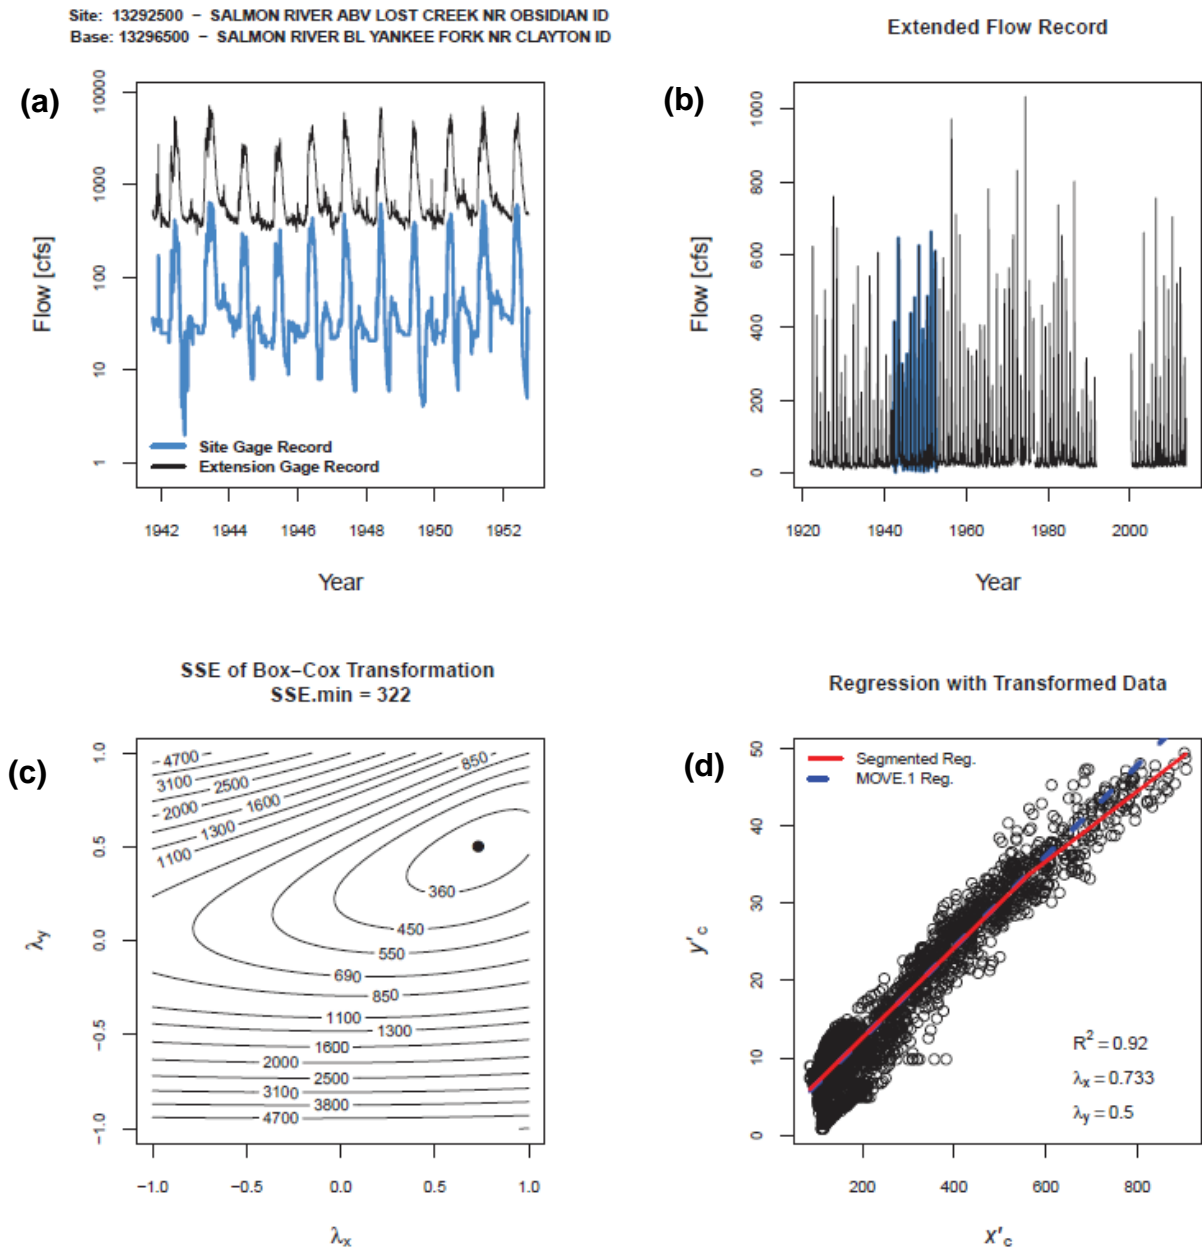 Site: 13292500 − SALMON RIVER ABV LOST CREEK NR OBSIDIAN ID
Base: 13296500 − SALMON RIVER BL YANKEE FORK NR CLAYTON ID
(a)
Flow [cfs]
10000
1000
100
10
1
Site Gage Record
Extension Gage Record
1942 1944 1946 1948 1950 1952
Year
Extended Flow Record
(b)
Flow [cfs]
1000
800
600
400
200
0
1920 1940 1960 1980 2000
Year
SSE of Box−Cox Transformation
SSE.min = 322
(c)
λy
1.0
0.5
0.0
−0.5
−1.0
4700
3100
2500
2000
1600
1300
1100
850
360
450
550
690
850
1100
1300
1600
2000
2500
3100
3800
4700
−1.0 −0.5 0.0 0.5 1.0
λx
Regression with Transformed Data
(d)
y'c
50
40
30
20
10
0
Segmented Reg.
MOVE.1 Reg.
R² = 0.92
λx = 0.733
λy = 0.5
200 400 600 800
x'c